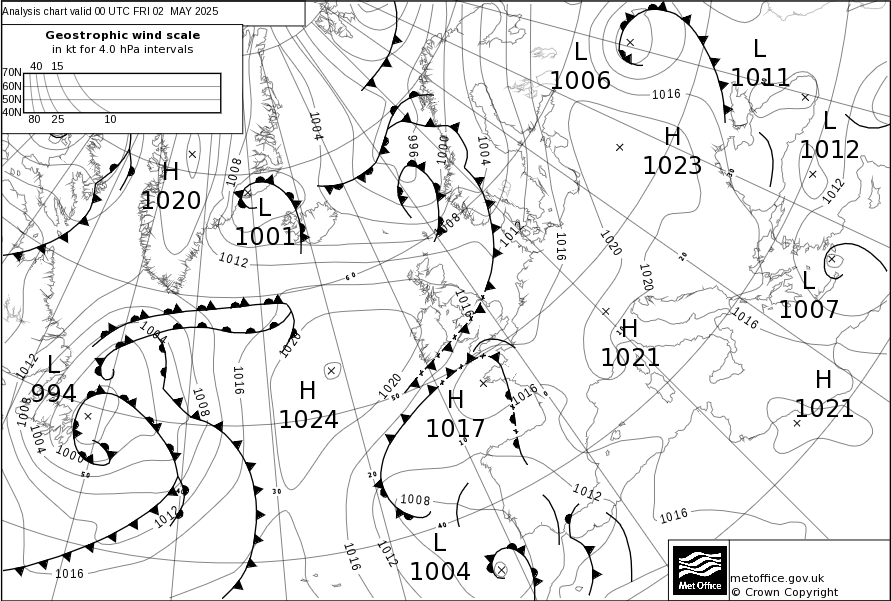 Analysis chart valid 00 UTC FRI 02 MAY 2025
Geostrophic wind scale
in kt for 4.0 hPa intervals
40 15
70N
60N
50N
40N
80 25 10
L
1006
L
1011
1016
L
1012
H
1023
1004
996
1000
1004
1008
H
1020
L
1001
1012
1008
1012
1016
1020
1020
1012
30
20
60
L
1007
1016
1016
H
1021
1004
1020
1012
L
994
1008
1004
1000
50
1016
1008
H
1024
1020
50
H
1017
10
1016
0
H
1021
20
40
30
1012
1008
40
1012
1016
1016
1016
1012
L
1004
Met Office
metoffice.gov.uk
© Crown Copyright